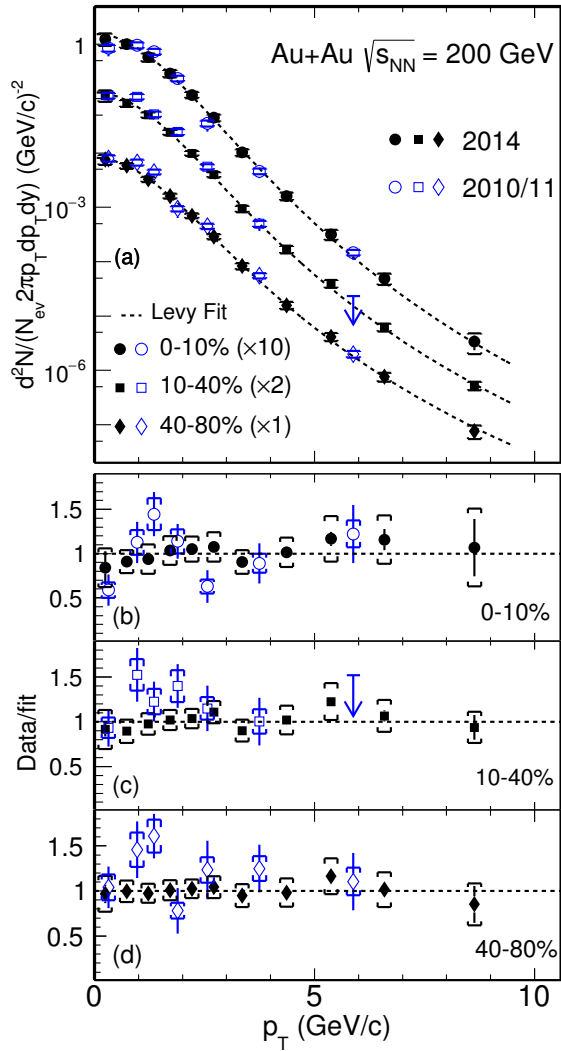 1
10⁻³
10⁻⁶
d²N/(N_ev 2πp_T dp_T dy) (GeV/c)⁻²
Au+Au √s_NN = 200 GeV
2014
2010/11
(a)
Levy Fit
0-10% (×10)
10-40% (×2)
40-80% (×1)
1.5
1
0.5
(b)
0-10%
1.5
1
0.5
(c)
10-40%
Data/fit
1.5
1
0.5
(d)
40-80%
0
5
10
p_T (GeV/c)